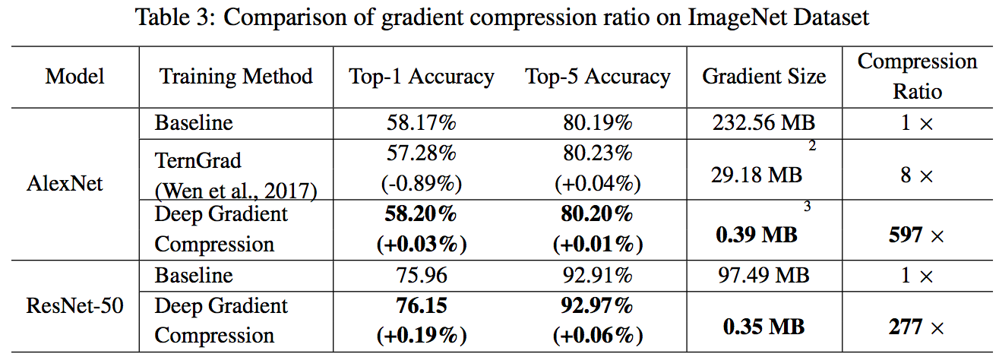 Table 3: Comparison of gradient compression ratio on ImageNet Dataset
Model Training Method Top-1 Accuracy Top-5 Accuracy Gradient Size Compression Ratio
AlexNet
Baseline 58.17% 80.19% 232.56 MB 1 ×
TernGrad 57.28% 80.23% 29.18 MB 2 8 ×
(Wen et al., 2017) (-0.89%) (+0.04%)
Deep Gradient 58.20% 80.20% 0.39 MB 3 597 ×
Compression (+0.03%) (+0.01%)
ResNet-50
Baseline 75.96 92.91% 97.49 MB 1 ×
Deep Gradient 76.15 92.97% 0.35 MB 277 ×
Compression (+0.19%) (+0.06%)